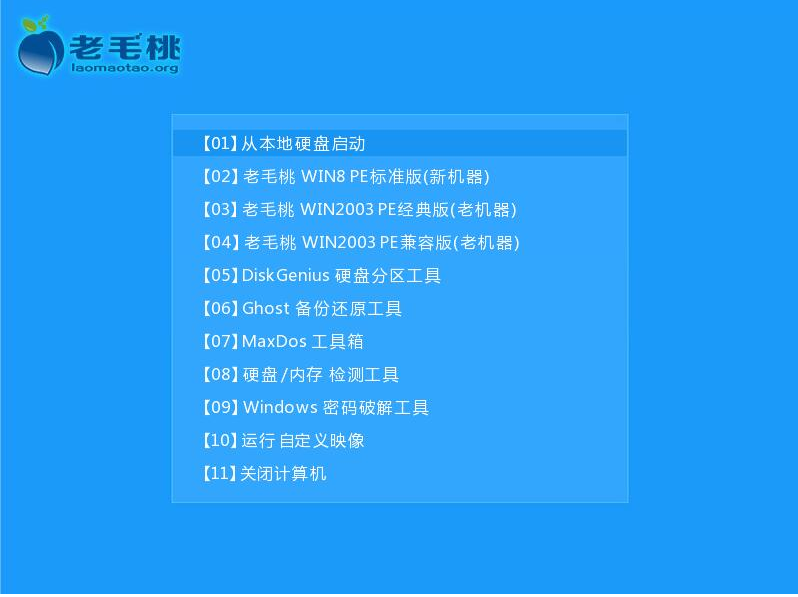 老毛桃
laomaotao.org
【01】从本地硬盘启动
【02】老毛桃 WIN8 PE标准版(新机器)
【03】老毛桃 WIN2003 PE经典版(老机器)
【04】老毛桃 WIN2003 PE兼容版(老机器)
【05】DiskGenius 硬盘分区工具
【06】Ghost 备份还原工具
【07】MaxDos 工具箱
【08】硬盘/内存 检测工具
【09】Windows 密码破解工具
【10】运行自定义映像
【11】关闭计算机